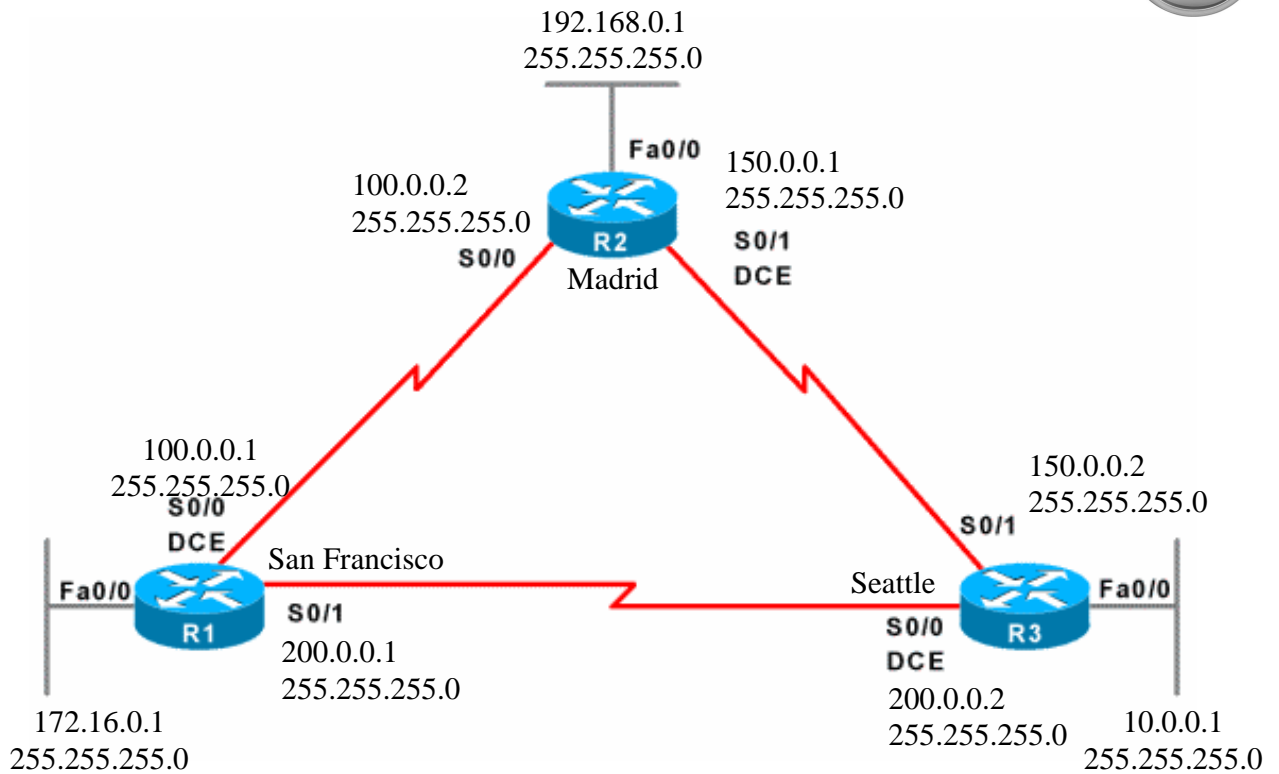 192.168.0.1
255.255.255.0
Fa0/0
150.0.0.1
255.255.255.0
100.0.0.2
255.255.255.0
S0/0
R2
S0/1
DCE
Madrid
100.0.0.1
255.255.255.0
S0/0
DCE
San Francisco
Fa0/0
R1
S0/1
200.0.0.1
255.255.255.0
172.16.0.1
255.255.255.0
150.0.0.2
255.255.255.0
S0/1
Seattle
Fa0/0
R3
S0/0
DCE
200.0.0.2
255.255.255.0
10.0.0.1
255.255.255.0